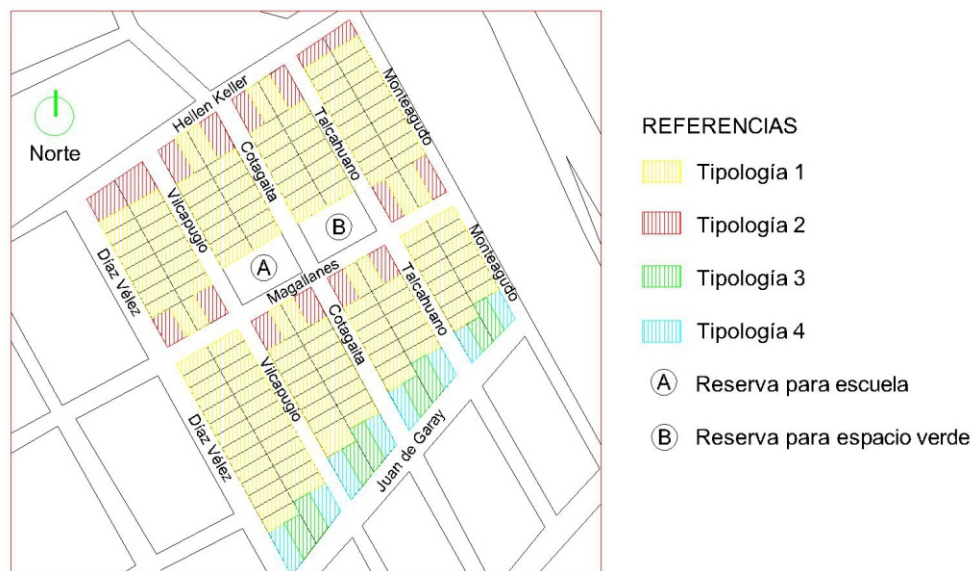 Norte
Heilen Keller
Monteagudo
Talcahuano
Cotagaita
Vilcapugio
Díaz Vélez
B
A
Magallanes
Monteagudo
Talcahuano
Cotagaita
Vilcapugio
Díaz Vélez
Juan de Garay
REFERENCIAS
Tipología 1
Tipología 2
Tipología 3
Tipología 4
A Reserva para escuela
B Reserva para espacio verde